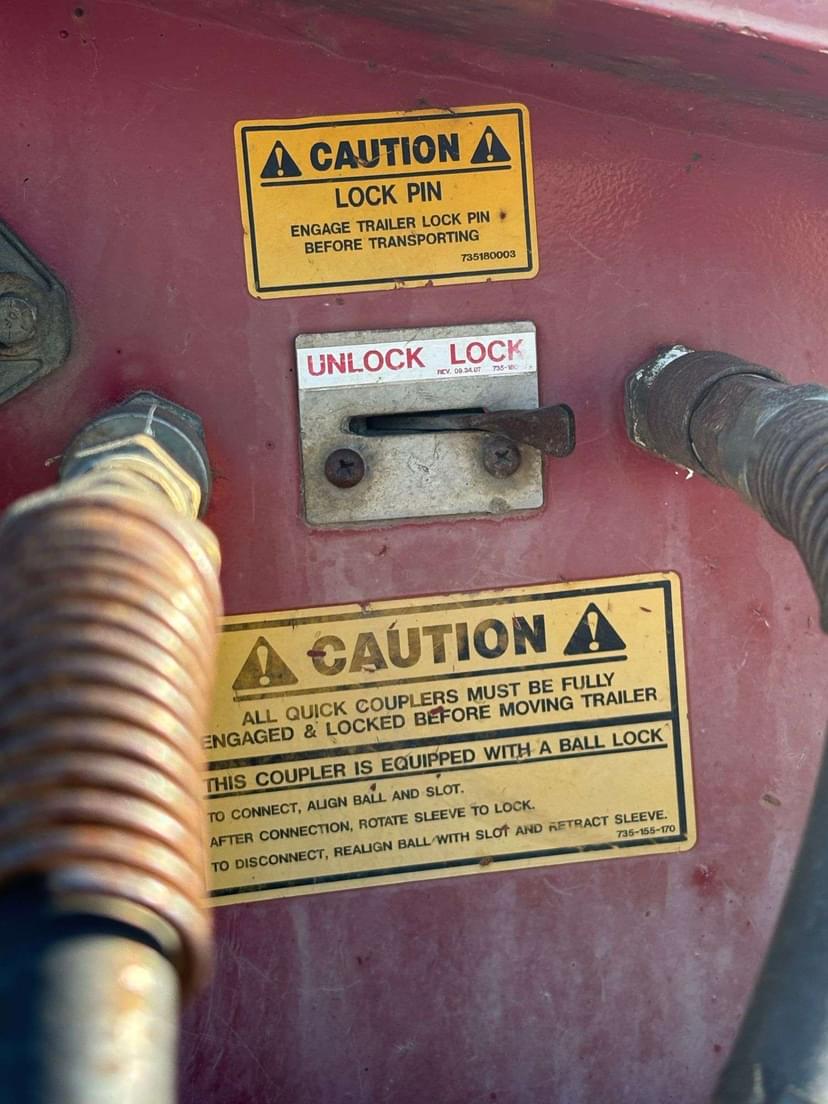 CAUTION
LOCK PIN
ENGAGE TRAILER LOCK PIN
BEFORE TRANSPORTING
735180003
UNLOCK LOCK
CAUTION
ALL QUICK COUPLERS MUST BE FULLY
ENGAGED & LOCKED BEFORE MOVING TRAILER
THIS COUPLER IS EQUIPPED WITH A BALL LOCK
TO CONNECT, ALIGN BALL AND SLOT.
AFTER CONNECTION, ROTATE SLEEVE TO LOCK.
TO DISCONNECT, REALIGN BALL WITH SLOT AND RETRACT SLEEVE.
735-155-170